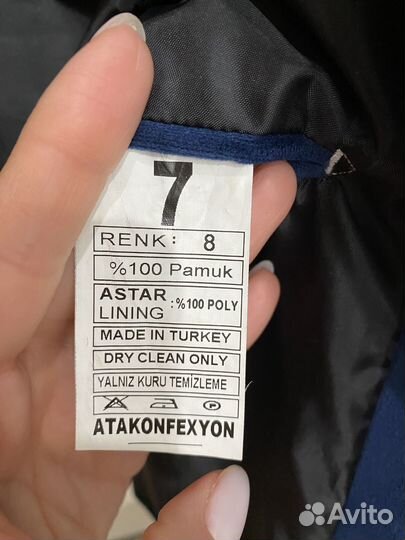 7
RENK: 8
%100 Pamuk
ASTAR LINING : %100 POLY
MADE IN TURKEY
DRY CLEAN ONLY
YALNIZ KURU TEMİZLEME
P
ATAKONFEXYON
Avito